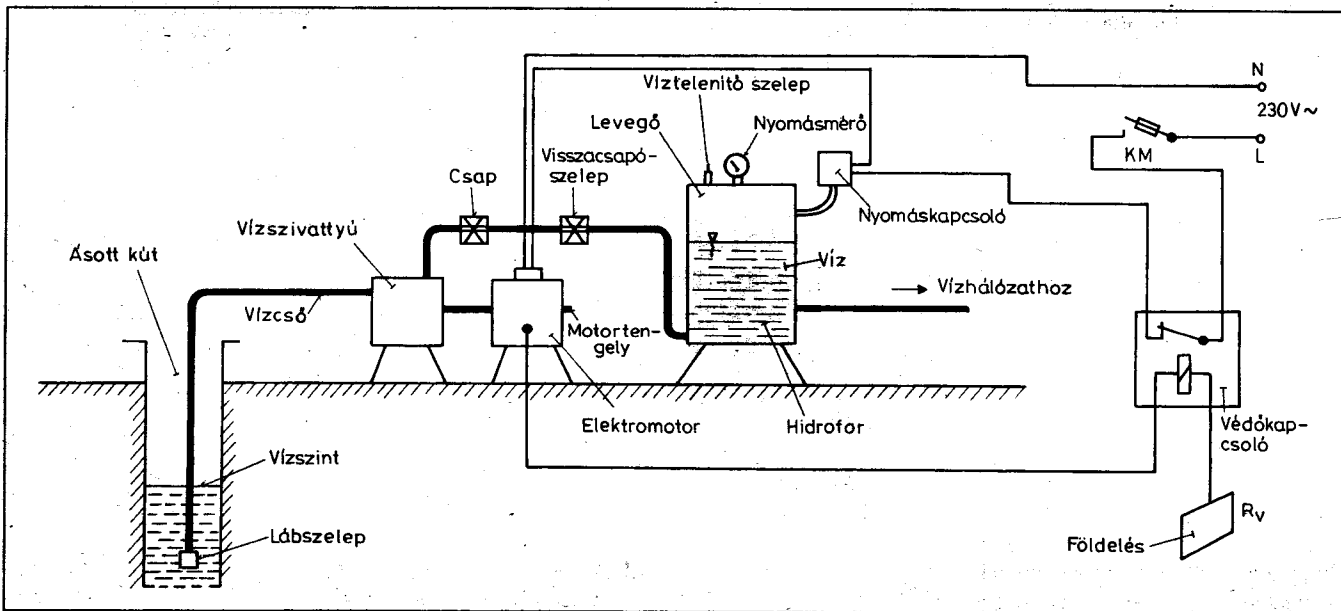 Víztelenítő szelep
N
Levegő
Nyomásmérő
230V~
Visszacsapó-
szelep
KM
L
Csap
Nyomáskapcsoló
Vízszivattyú
Ásott kút
Víz
Vízhálózathoz
Vízcső
Motorten-
gely
Elektromotor
Hidrofor
Védőkap-
csoló
Vízszint
Lábszelep
Földelés
Rv